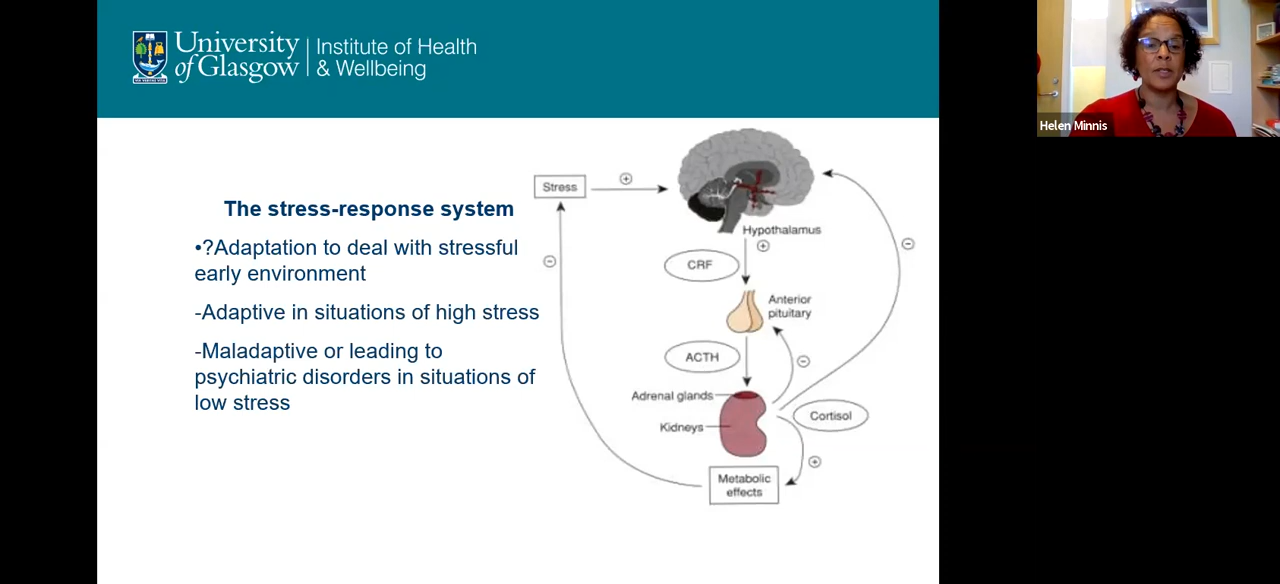 University
of Glasgow
Institute of Health
& Wellbeing
Helen Minnis
The stress-response system
•?Adaptation to deal with stressful
early environment
-Adaptive in situations of high stress
-Maladaptive or leading to
psychiatric disorders in situations of
low stress
Stress
+
Hypothalamus
+
−
−
CRF
Anterior
pituitary
ACTH
−
Adrenal glands
Kidneys
Cortisol
+
Metabolic
effects